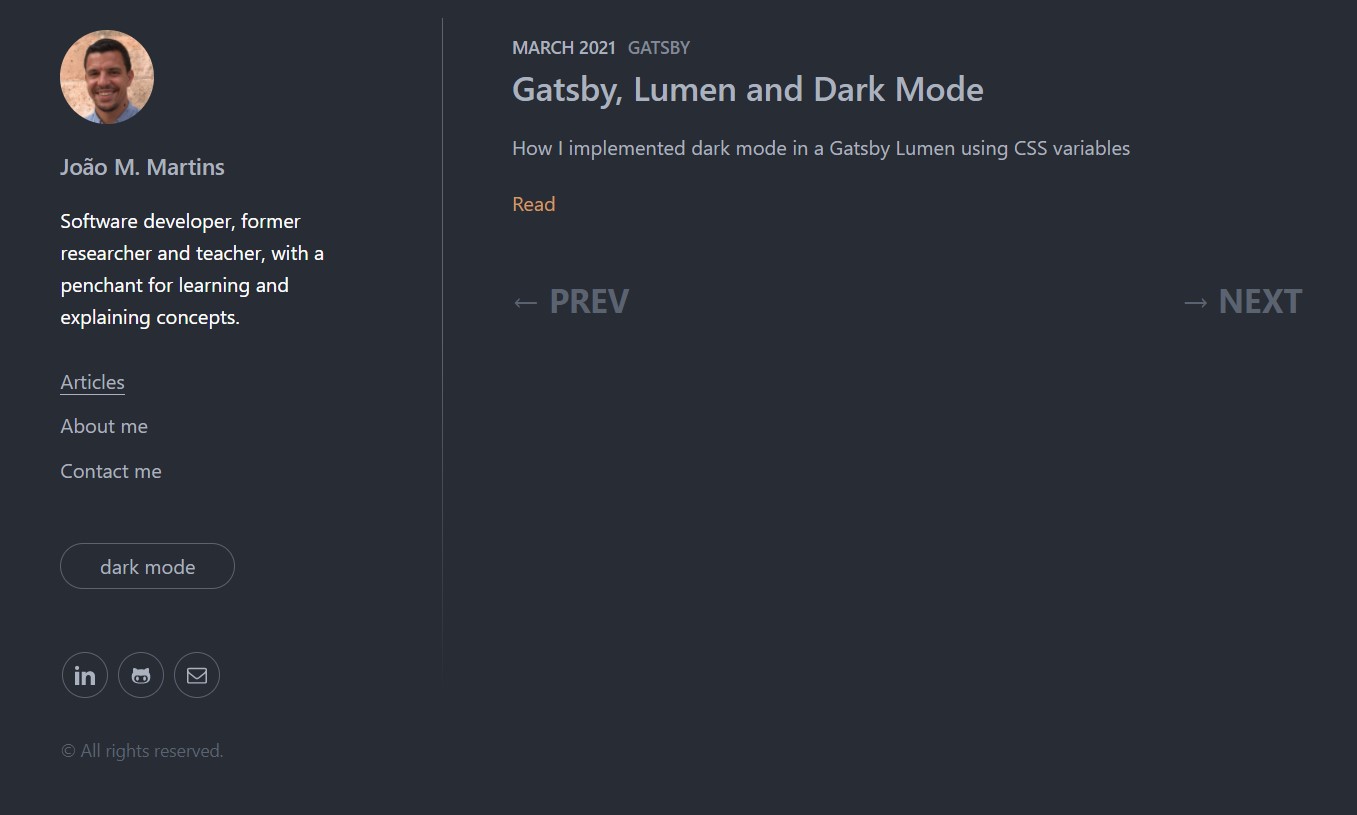 João M. Martins
Software developer, former
researcher and teacher, with a
penchant for learning and
explaining concepts.
Articles
About me
Contact me
dark mode
in
© All rights reserved.
MARCH 2021 GATSBY
Gatsby, Lumen and Dark Mode
How I implemented dark mode in a Gatsby Lumen using CSS variables
Read
← PREV
→ NEXT